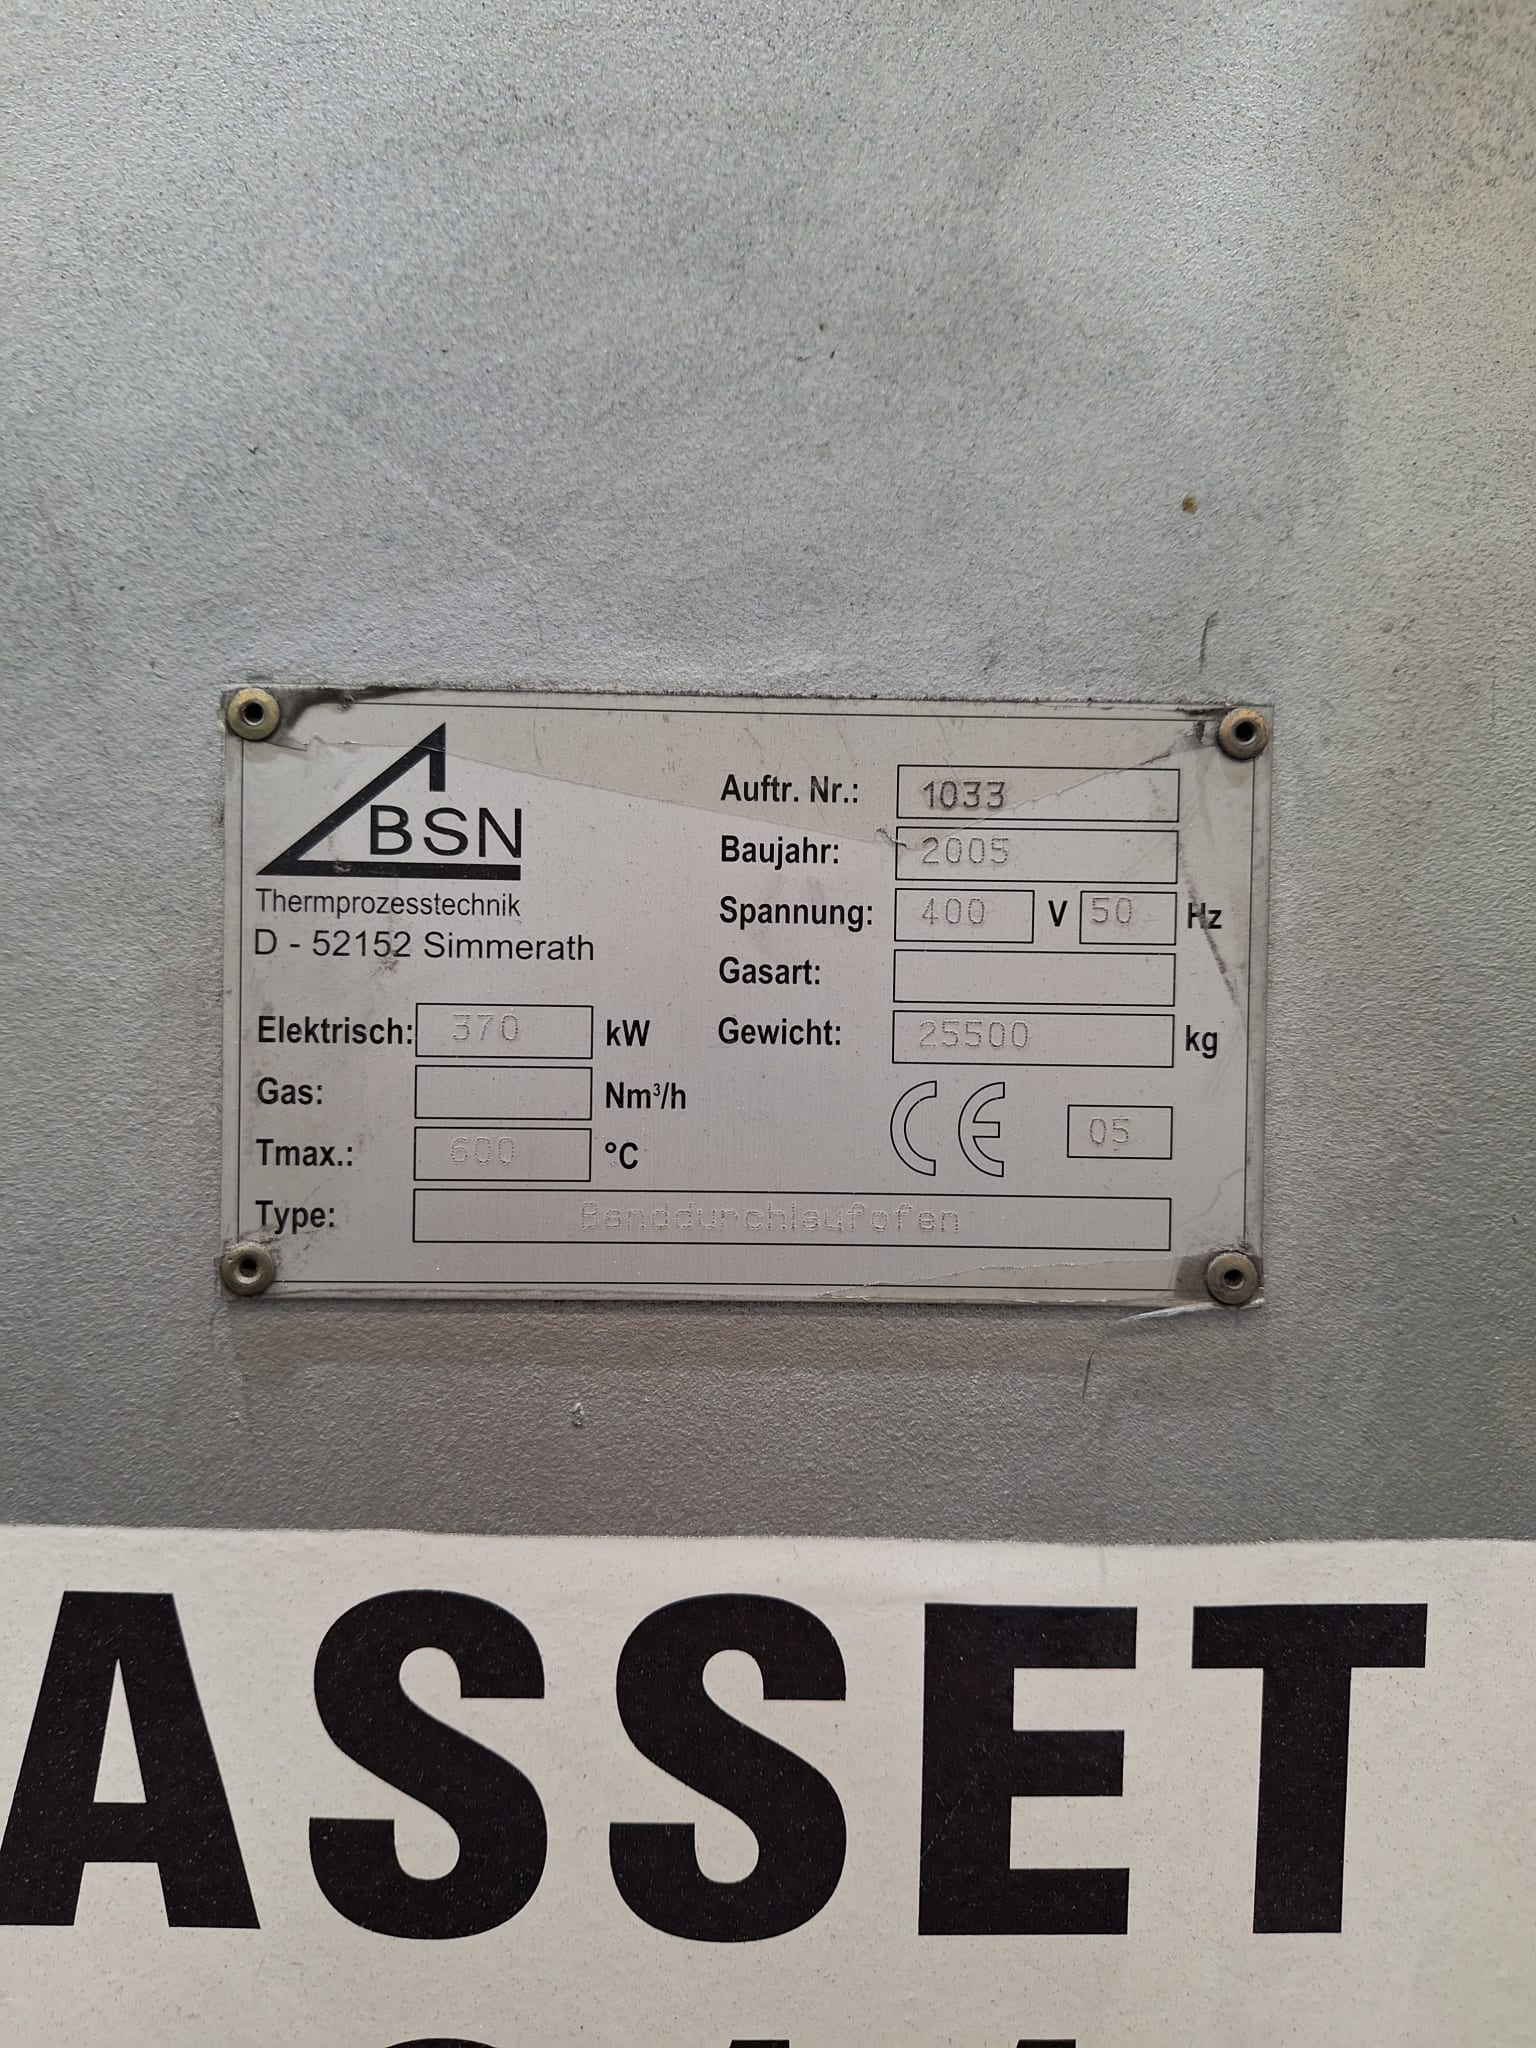 BSN
Thermprozesstechnik
D - 52152 Simmerath
Auftr. Nr.: 1033
Baujahr: 2005
Spannung: 400 V 50 Hz
Gasart:
Elektrisch: 370 kW
Gewicht: 25500 kg
Gas: Nm³/h
Tmax.: 600 °C
CE 05
Type: Banddurchlaufofen
ASSET